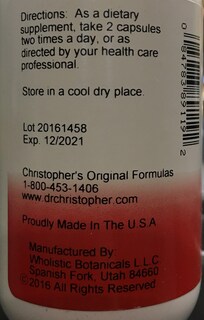 Directions: As a dietary
supplement, take 2 capsules
two times a day, or as
directed by your health care
professional.
Store in a cool dry place.
Lot 20161458
Exp. 12/2021
Christopher's Original Formulas
1-800-453-1406
www.drchristopher.com
Proudly Made In The U S A
Manufactured By:
Wholistic Botanicals L L C
Spanish Fork, Utah 84660
©2016 All Rights Reserved